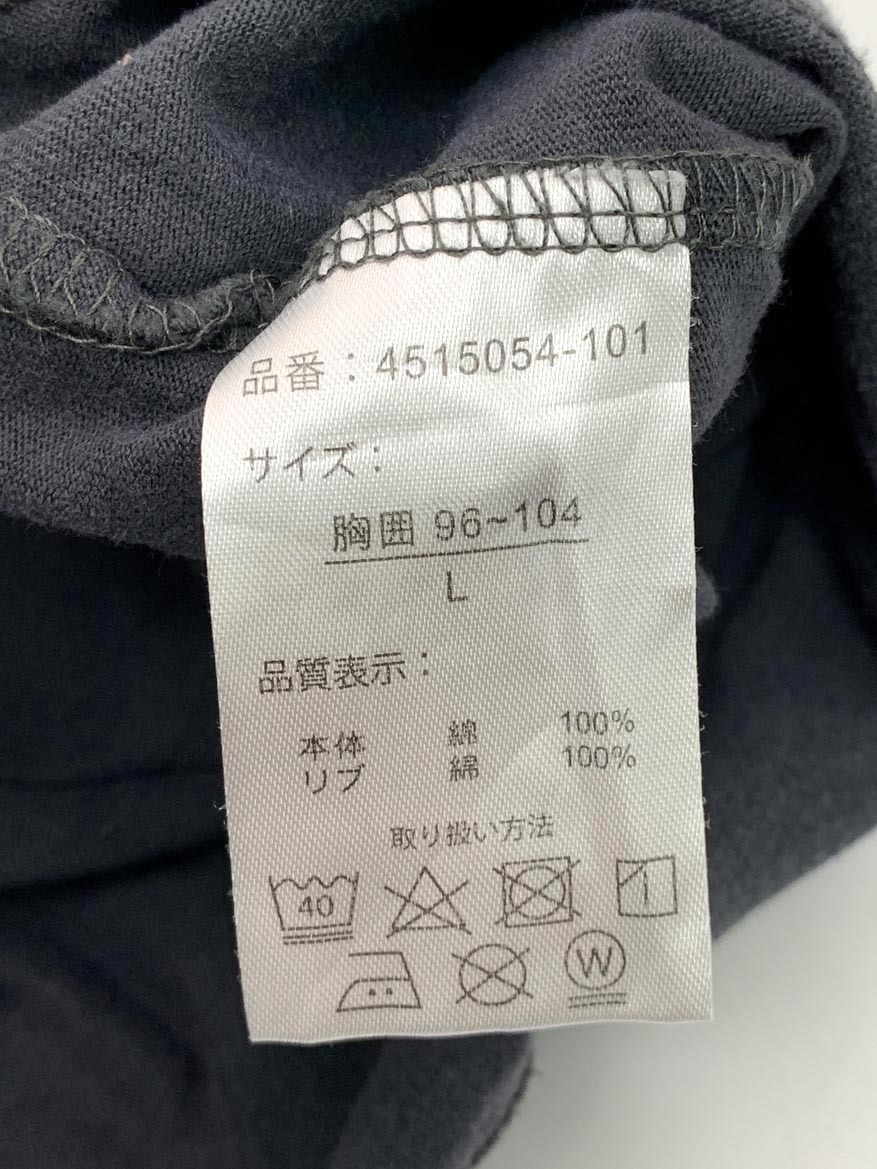 品番：4515054-101
サイズ：
胸囲 96~104
L
品質表示：
本体 綿 100%
リブ 綿 100%
取り扱い方法
40
W